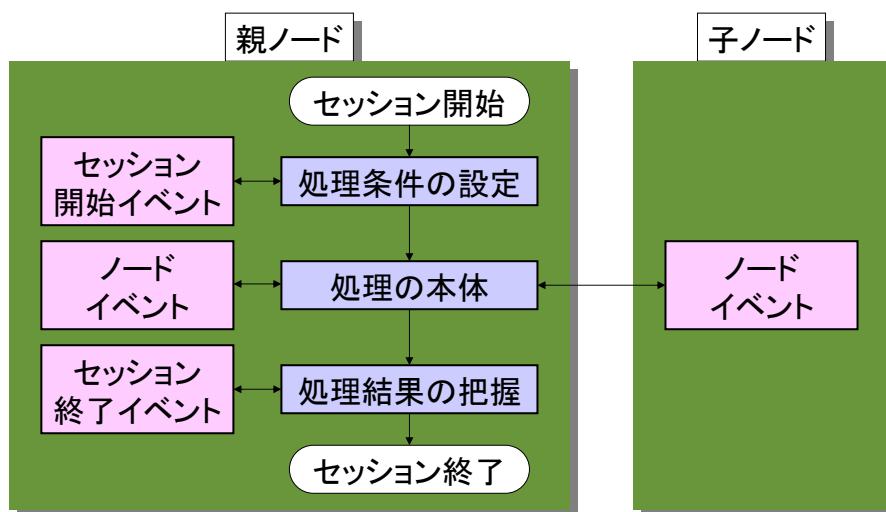 親ノード
子ノード
セッション開始
セッション
開始イベント
処理条件の設定
ノード
イベント
処理の本体
ノード
イベント
セッション
終了イベント
処理結果の把握
セッション終了